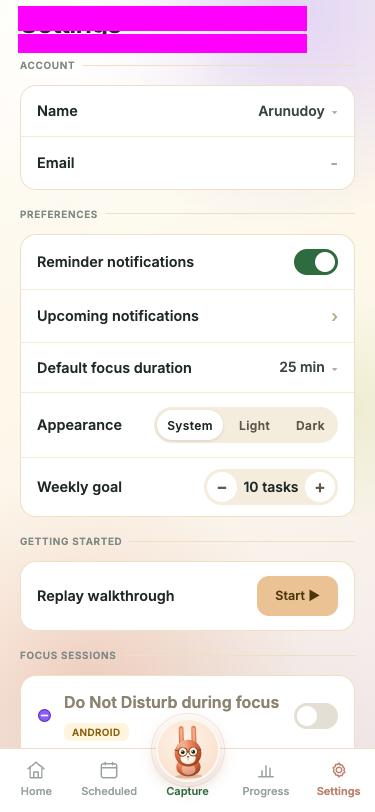 ACCOUNT
Name Arunudoy
Email -
PREFERENCES
Reminder notifications
Upcoming notifications ›
Default focus duration 25 min
Appearance System Light Dark
Weekly goal − 10 tasks +
GETTING STARTED
Replay walkthrough Start ▶
FOCUS SESSIONS
Do Not Disturb during focus
ANDROID
Home Scheduled Capture Progress Settings